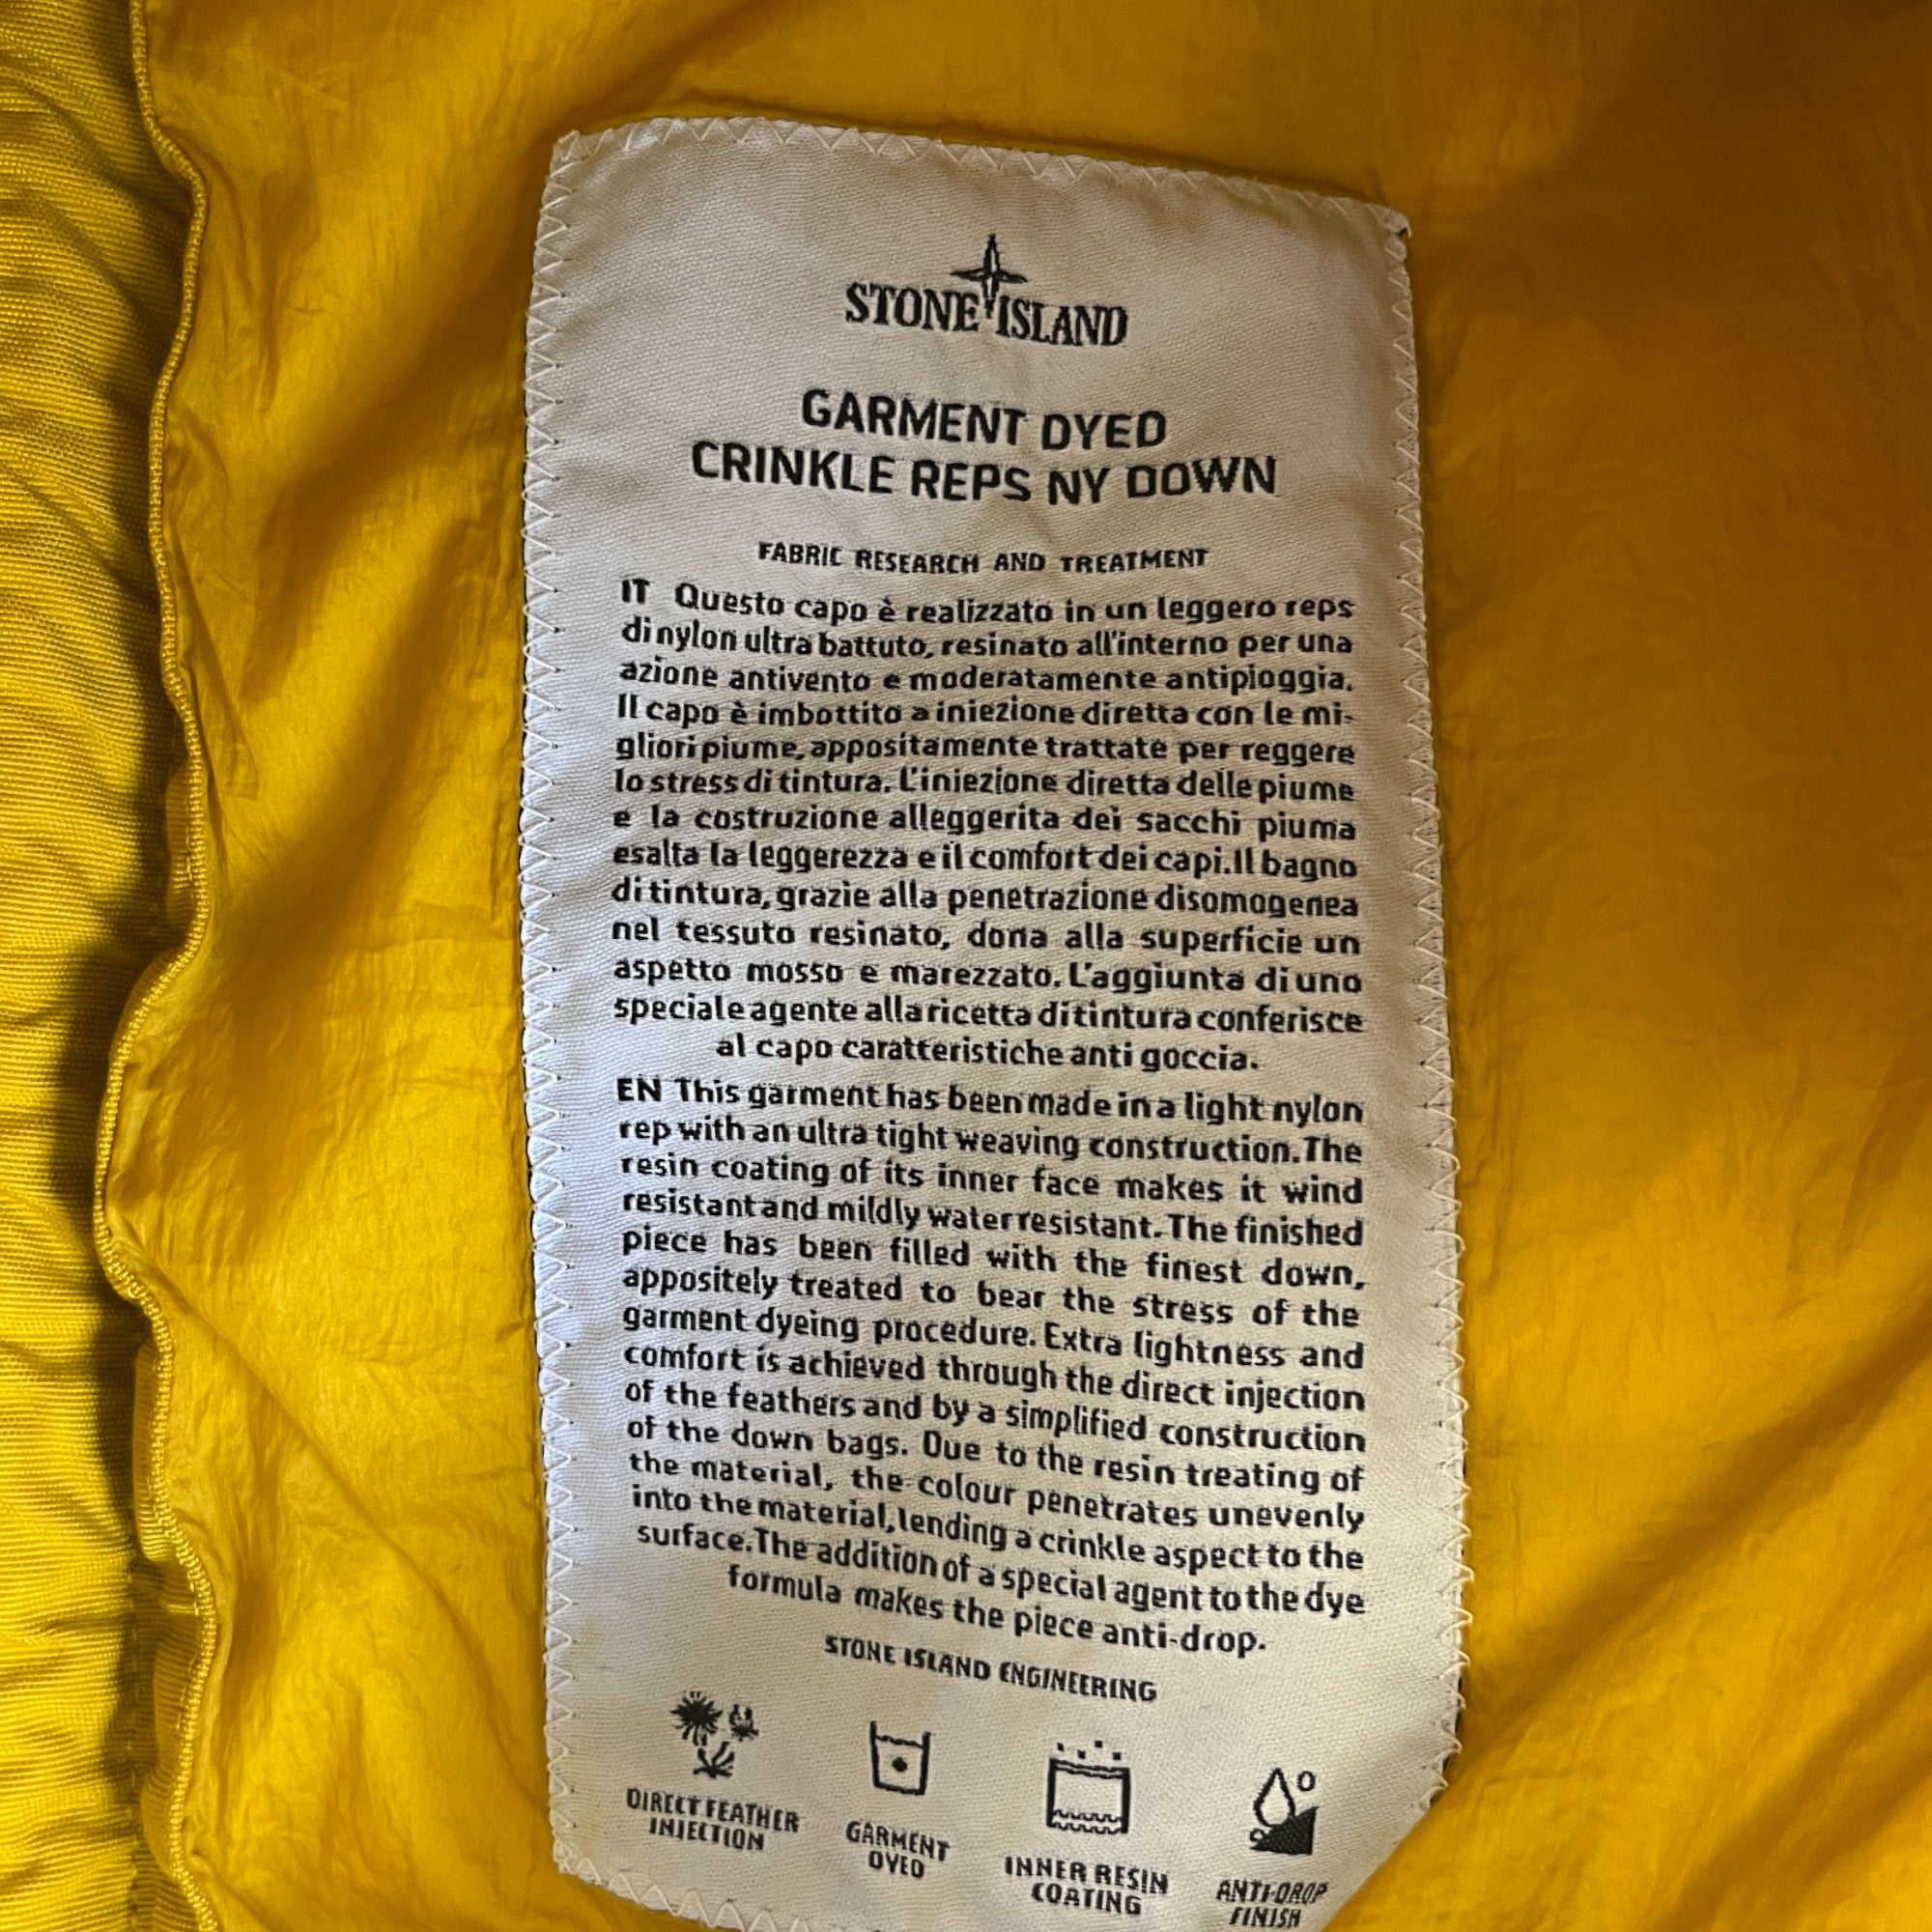 STONE ISLAND
GARMENT DYED
CRINKLE REPS NY DOWN
FABRIC RESEARCH AND TREATMENT
IT Questo capo è realizzato in un leggero reps
di nylon ultra battuto, resinato all'interno per una
azione antivento e moderatamente antipioggia.
Il capo è imbottito a iniezione diretta con le mi-
gliori piume, appositamente trattate per reggere
lo stress di tintura. L'iniezione diretta delle piume
e la costruzione alleggerita dei sacchi piuma
esalta la leggerezza e il comfort dei capi. Il bagno
di tintura, grazie alla penetrazione disomogenea
nel tessuto resinato, dona alla superficie un
aspetto mosso e marezzato. L'aggiunta di uno
speciale agente alla ricetta di tintura conferisce
al capo caratteristiche anti goccia.
EN This garment has been made in a light nylon
rep with an ultra tight weaving construction. The
resin coating of its inner face makes it wind
resistant and mildly water resistant. The finished
piece has been filled with the finest down,
appositely treated to bear the stress of the
garment dyeing procedure. Extra lightness and
comfort is achieved through the direct injection
of the feathers and by a simplified construction
of the down bags. Due to the resin treating of
the material, the colour penetrates unevenly
into the material, lending a crinkle aspect to the
surface. The addition of a special agent to the dye
formula makes the piece anti-drop.
STONE ISLAND ENGINEERING
DIRECT FEATHER
INJECTION
GARMENT
DYED
INNER RESIN
COATING
ANTI-DROP
FINISH